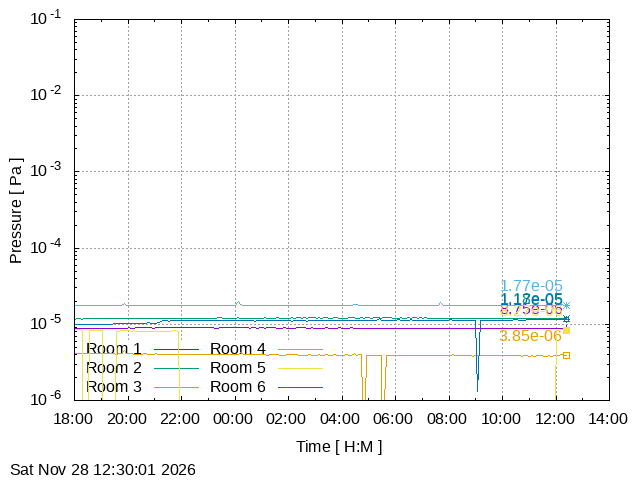 10-1
10-2
10-3
10-4
10-5
10-6
Pressure [ Pa ]
1.77e-05
3.85e-06
Room 1 Room 4
Room 2 Room 5
Room 3 Room 6
18:00 20:00 22:00 00:00 02:00 04:00 06:00 08:00 10:00 12:00 14:00
Time [ H:M ]
Sat Nov 28 12:30:01 2026